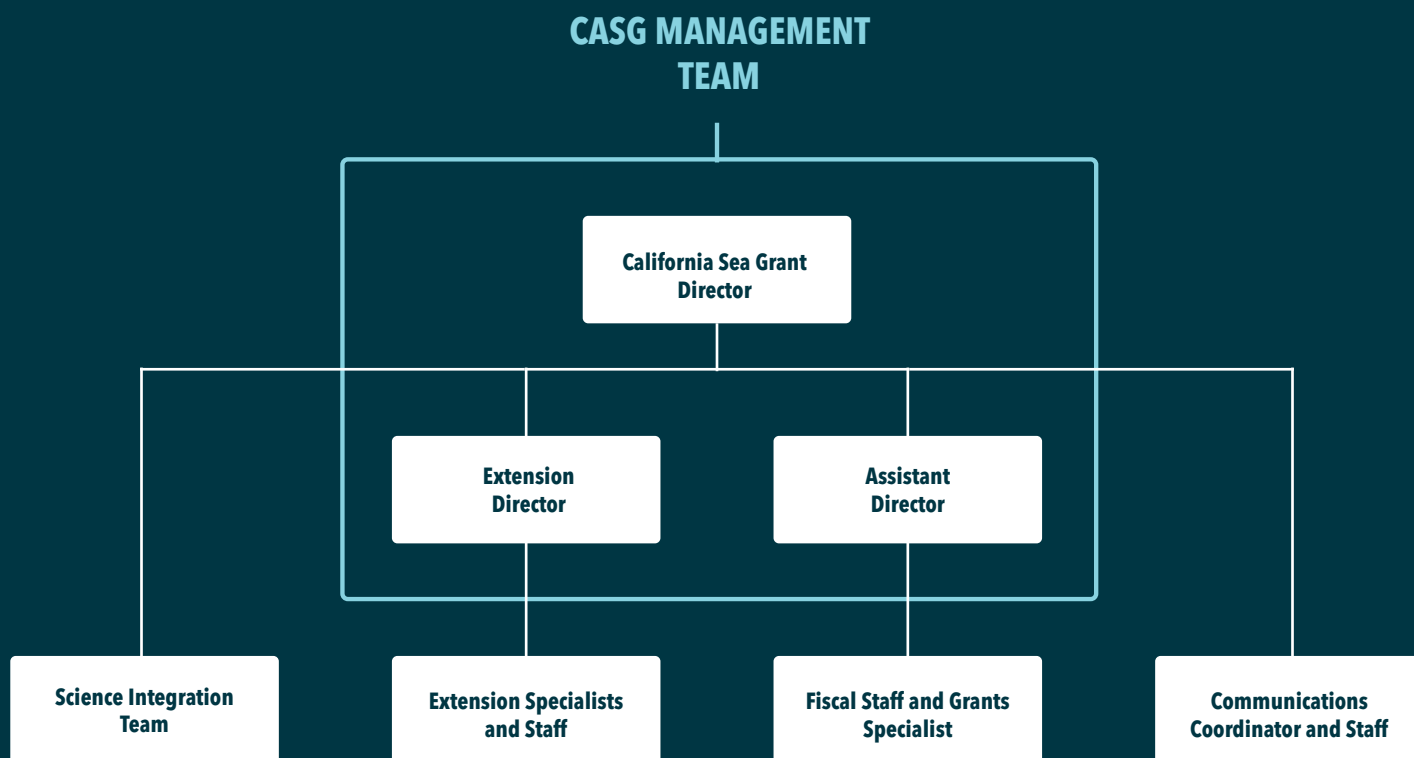 CASG MANAGEMENT
TEAM
California Sea Grant
Director
Extension
Director
Assistant
Director
Science Integration
Team
Extension Specialists
and Staff
Fiscal Staff and Grants
Specialist
Communications
Coordinator and Staff